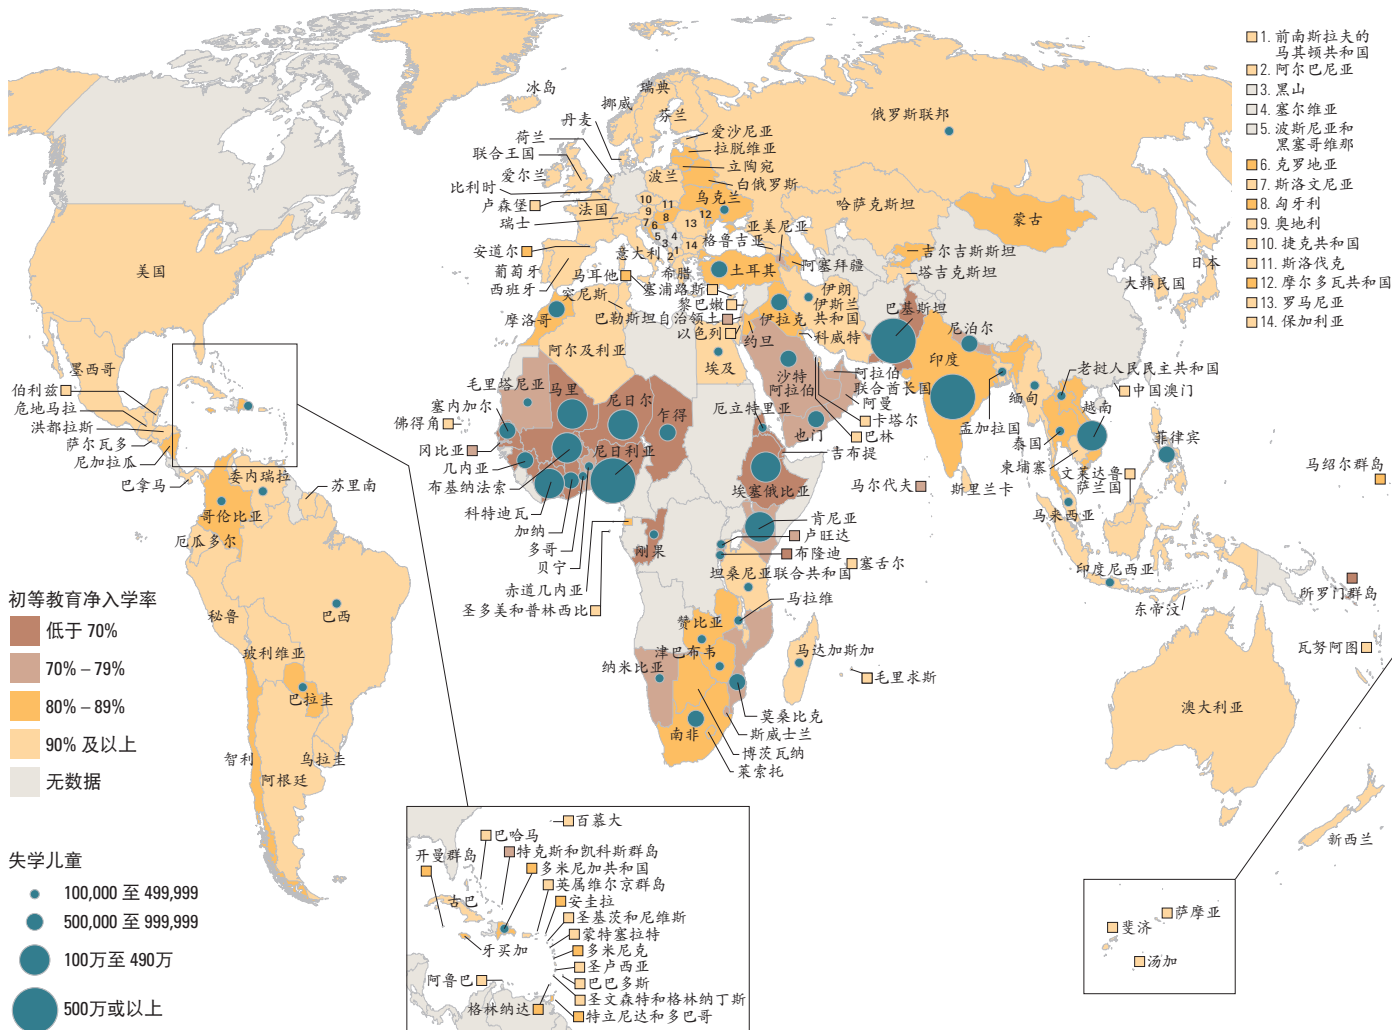 冰岛
挪威
瑞典
芬兰
丹麦
荷兰
联合王国
爱尔兰
比利时
卢森堡
法国
瑞士
安道尔
葡萄牙
西班牙
意大利
马耳他
希腊
塞浦路斯
爱沙尼亚
拉脱维亚
立陶宛
波兰
白俄罗斯
乌克兰
10
11
9
8
12
7
6
13
5
4
3
14
1
2
俄罗斯联邦
哈萨克斯坦
蒙古
亚美尼亚
格鲁吉亚
阿塞拜疆
土耳其
吉尔吉斯斯坦
塔吉克斯坦
日本
大韩民国
1. 前南斯拉夫的
马其顿共和国
2. 阿尔巴尼亚
3. 黑山
4. 塞尔维亚
5. 波斯尼亚和
黑塞哥维那
6. 克罗地亚
7. 斯洛文尼亚
8. 匈牙利
9. 奥地利
10. 捷克共和国
11. 斯洛伐克
12. 摩尔多瓦共和国
13. 罗马尼亚
14. 保加利亚
美国
墨西哥
伯利兹
危地马拉
洪都拉斯
萨尔瓦多
尼加拉瓜
巴拿马
委内瑞拉
苏里南
哥伦比亚
厄瓜多尔
秘鲁
巴西
玻利维亚
巴拉圭
智利
乌拉圭
阿根廷
突尼斯
摩洛哥
黎巴嫩
巴勒斯坦自治领土
以色列
伊拉克
伊朗
伊斯兰
共和国
约旦
科威特
阿尔及利亚
埃及
沙特
阿拉伯
阿拉伯
联合酋长国
阿曼
卡塔尔
巴林
也门
吉布提
巴基斯坦
尼泊尔
印度
孟加拉国
缅甸
老挝人民民主共和国
中国澳门
越南
泰国
柬埔寨
菲律宾
文莱达鲁
萨兰国
马来西亚
斯里兰卡
马尔代夫
印度尼西亚
东帝汶
马绍尔群岛
所罗门群岛
瓦努阿图
澳大利亚
新西兰
毛里塔尼亚
马里
尼日尔
乍得
塞内加尔
佛得角
冈比亚
几内亚
布基纳法索
科特迪瓦
加纳
多哥
贝宁
尼日利亚
赤道几内亚
圣多美和普林西比
刚果
厄立特里亚
埃塞俄比亚
肯尼亚
卢旺达
布隆迪
塞舌尔
坦桑尼亚联合共和国
马拉维
赞比亚
津巴布韦
纳米比亚
马达加斯加
毛里求斯
莫桑比克
斯威士兰
博茨瓦纳
莱索托
南非
初等教育净入学率
低于 70%
70% – 79%
80% – 89%
90% 及以上
无数据
失学儿童
100,000 至 499,999
500,000 至 999,999
100万至 490万
500万或以上
百慕大
巴哈马
开曼群岛
特克斯和凯科斯群岛
多米尼加共和国
英属维尔京群岛
古巴
安圭拉
圣基茨和尼维斯
蒙特塞拉特
牙买加
多米尼克
圣卢西亚
阿鲁巴
巴巴多斯
圣文森特和格林纳丁斯
格林纳达
特立尼达和多巴哥
萨摩亚
斐济
汤加